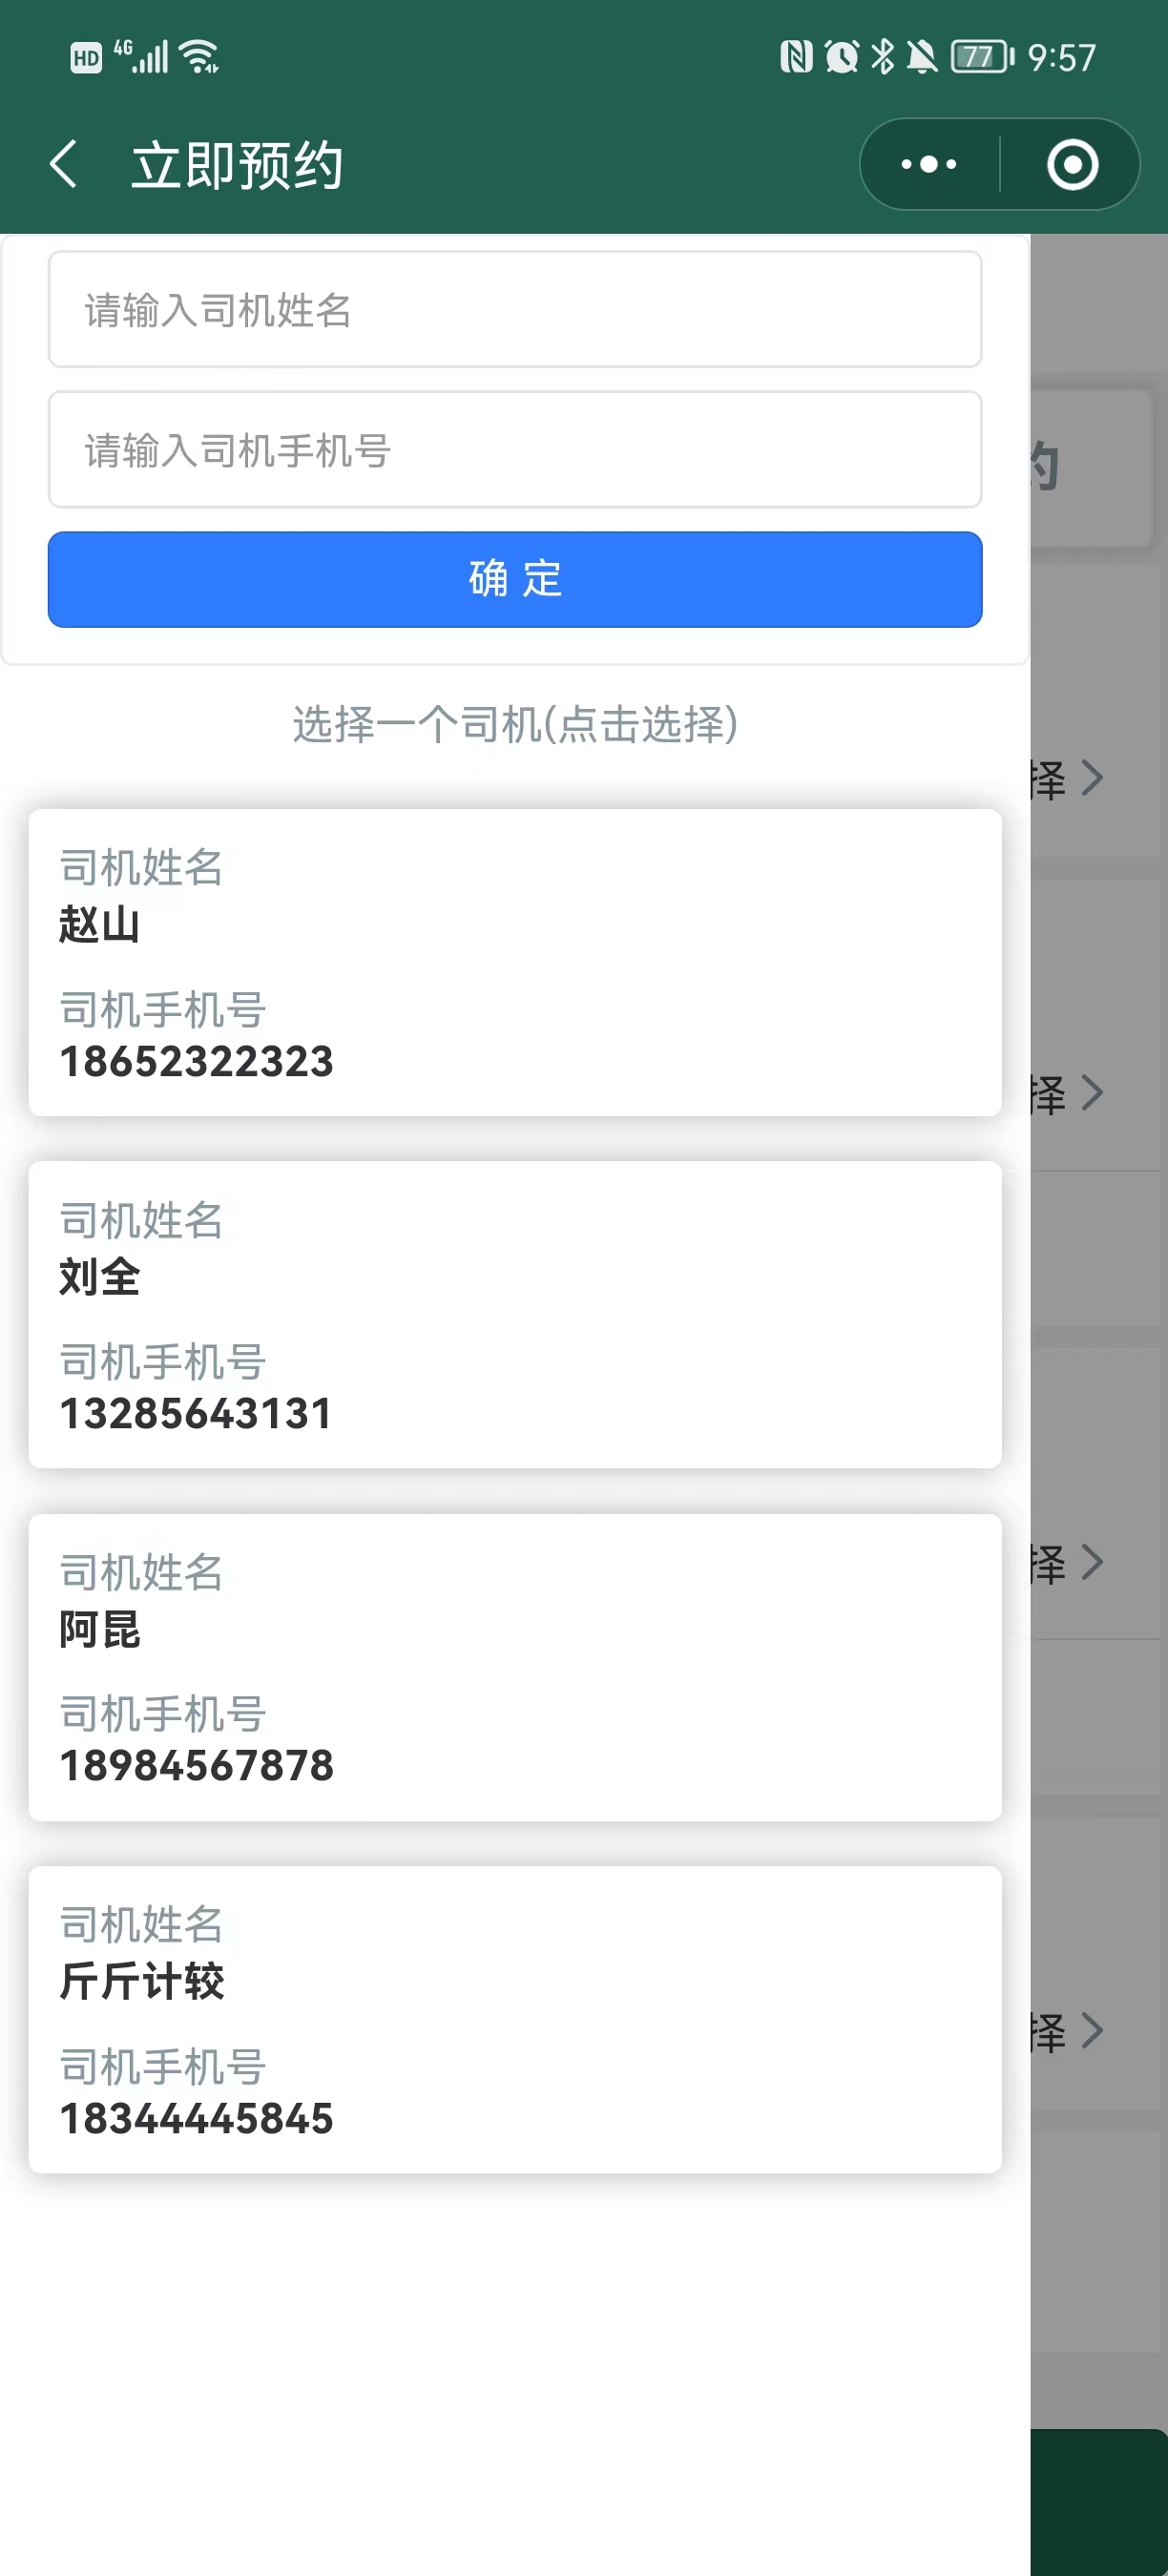 HD 4G 77 9:57
立即预约
请输入司机姓名
请输入司机手机号
约
确 定
选择一个司机(点击选择)
择
司机姓名
赵山
司机手机号
18652322323
择
司机姓名
刘全
司机手机号
13285643131
司机姓名
择
阿昆
司机手机号
18984567878
司机姓名
斤斤计较
择
司机手机号
18344445845